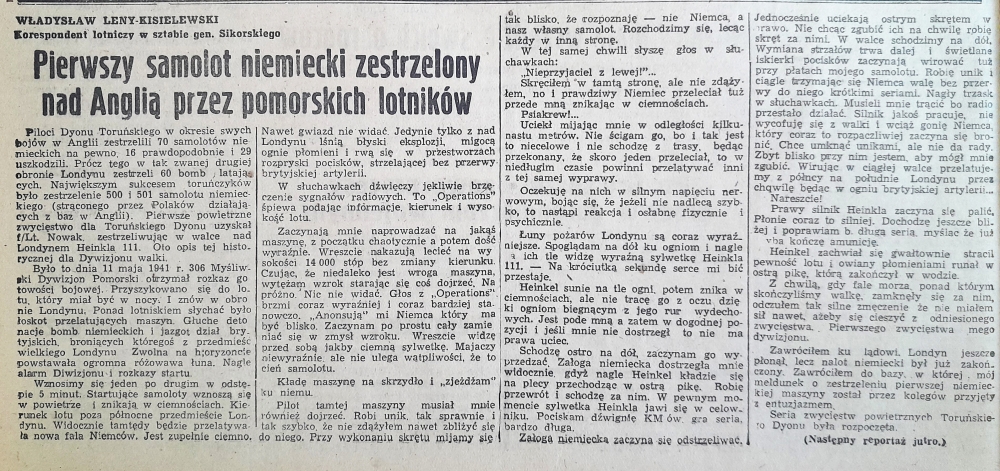 WŁADYSŁAW LENY-KISIELEWSKI
Korespondent lotniczy w sztabie gen. Sikorskiego
Pierwszy samolot niemiecki zestrzelony
nad Anglią przez pomorskich lotników
Piloci Dyonu Toruńskiego w okresie swych
bojów w Anglii zestrzelili 70 samolotów nie-
mieckich na pewno, 16 prawdopodobnie i 29
uszkodzili. Prócz tego w tak zwanej drugiej
obronie Londynu zestrzeli 60 bomb „latają-
cych. Największym sukcesem toruńczyków
było zestrzelenie 500 i 501 samolotu niemiec-
kiego (strąconego przez Polaków działają-
cych z baz w Anglii). Pierwsze powietrzne
zwycięstwo dla Toruńskiego Dyonu uzyskał
f/Lt. Nowak, zestrzeliwując w walce nad
Londynem Heinkla 111. Oto opis tej histo-
rycznej dla Dywizjonu walki.
Było to dnia 11 maja 1941 r. 306 Myśliw-
ski Dywizjon Pomorski otrzymał rozkaz go-
towości bojowej. Przyszykowano się do lo-
tu, który miał być w nocy. I znów w obro-
nie Londynu. Ponad lotniskiem słychać było
łoskot przelatujących maszyn. Głuche deto
nacje bomb niemieckich i jazgot dział bry-
tyjskich, broniących któregoś z przedmieść
wielkiego Londynu Zwolna na horyzoncie
powstawała ogromna różowawa łuna. Nagle
alarm Diwizjonu i rozkazy startu.
Wznosimy się jeden po drugim w odstę-
pie 5 minut. Startujące samoloty wznoszą się
w powietrze i znikają w ciemnościach. Kie-
runek lotu poza północne przedmieście Lon-
dynu. Widocznie tamtędy będzie przelatywa-
ła nowa fala Niemców. Jest zupełnie ciemno.
Nawet gwiazd nie widać. Jedynie tylko z nad
Londynu lśnią błyski eksplozji, migocą
ognie płomieni i rwą się w przestworzach
rozpryski pocisków, strzelającej bez przerwy
brytyjskiej artylerii.
W słuchawkach dźwięczy jękliwie brzę-
czenie sygnałów radiowych. To „Operations"
śpiewa podając informacje, kierunek i wyso-
kość lotu.
Zaczynają mnie naprowadzać na jakąś
maszynę, z początku chaotycznie a potem dość
wyraźnie. Wreszcie nakazują lecieć na wy-
sokości 14 000 stóp bez zmiany kierunku.
Czując, że niedaleko jest wroga maszyna,
wytężam wzrok starając się coś dojrzeć. Na
próżno. Nie widać. Głos z „Operations"
brzmi coraz wyraźniej i coraz bardziej sta-
nowczo. „Anonsują" mi Niemca który ma
być blisko. Zaczynam po prostu cały zamie
niać się w zmysł wzroku. Wreszcie widzę
przed sobą jakby ciemną sylwetkę. Majaczy
niewyraźnie, ale nie ulega wątpliwości, że to
cień samolotu.
Kładę maszynę na skrzydło i „zjeżdżam"
ku niemu.
Pilot tamtej maszyny musiał mnie
również dojrzeć. Robi unik, tak sprawnie i
tak szybko, że nie zdążyłem nawet zbliżyć się
do niego. Przy wykonaniu skrętu mijamy się
tak blisko, że rozpoznaję — nie Niemca, a
nasz własny samolot. Rozchodzimy się, lecąc
każdy w inną stronę.
W tej samej chwili słyszę głos w słu-
chawkach:
„Nieprzyjaciel z lewej!"...
Skręciłem w tamtą stronę, ale nie zdąży-
łem, no i prawdziwy Niemiec przeleciał tuż
przede mną znikając w ciemnościach.
Psiakrew!...
Uciekł mijając mnie w odległości kilku-
nastu metrów. Nie ścigam go, bo i tak jest
to niecelowe i nie schodzę z trasy, będąc
przekonany, że skoro jeden przeleciał, to w
niedługim czasie powinni przelatywać inni
z tej samej wyprawy.
Oczekuję na nich w silnym napięciu ner-
wowym, bojąc się, że jeżeli nie nadlecą szyb-
ko, to nastąpi reakcja i osłabnę fizycznie i
psychicznie.
Łuny pożarów Londynu są coraz wyraź-
niejsze. Spoglądam na dół ku ogniom i nagle
na ich tle widzę wyraźną sylwetkę Heinkla
111. — Na króciutką sekundę serce mi bić
przestaje.
Heinkel sunie na tle ogni, potem znika w
ciemnościach, ale nie tracę go z oczu dzię
ki ogniom biegnącym z jego rur wydecho-
wych. Jest pode mną a zatem w dogodnej po
zycji i jeśli mnie nie dostrzegł to nie ma
prawa uciec.
Schodzę ostro na dół, zaczynam go wy-
przedzać. Załoga niemiecka dostrzegła mnie
widocznie, gdyż nagle Heinkel kładzie się
na plecy przechodząc w ostrą pikę. Robię
przewrót i schodzę za nim. W pewnym mo-
mencie sylwetka Heinkla jawi się w celow-
niku. Pociskam dźwignię KM ów, gra seria,
bardzo długa.
Załoga niemiecka zaczyna się odstrzeliwać.
Jednocześnie uciekają ostrym skrętem w
prawo. Nie chcąc zgubić ich na chwilę robię
skręt za nimi. W walce schodzimy na dół.
Wymiana strzałów trwa dalej i świetlane
iskierki pocisków zaczynają wirować tuż
przy płatach mojego samolotu. Robię unik i
ciągle trzymając się Niemca walę bez prze-
rwy do niego krótkimi seriami. Nagły trzask
w słuchawkach. Musieli mnie trącić bo radio
przestało działać. Silnik jakoś pracuje, nie
wycofuję się z walki i wciąż gonię Niemca,
który coraz to rozpaczliwiej zaczyna się bro-
nić. Chce umknąć unikami, ale nie da rady.
Zbyt blisko przy nim jestem, aby mógł mnie
zgubić. Wirując w ciągłej walce przelatuje-
my z północy na południe Londynu przez
chwilę będąc w ogniu brytyjskiej artylerii...
Nareszcie!
Prawy silnik Heinkla zaczyna się palić.
Płonie coraz to silniej. Dochodzę jeszcze bli-
żej i poprawiam b. długą serią, myśląc że już
chyba kończę amunicję.
Heinkel zachwiał się gwałtownie stracił
pewność lotu i owiany płomieniami runął w
ostrą pikę, którą zakończył w wodzie.
Z chwilą, gdy fale morza, ponad którym
skończyliśmy walkę, zamknęły się za nim,
odczułem tak silne zmęczenie że nie miałem
sił nawet, ażeby się cieszyć z odniesionego
zwycięstwa. Pierwszego zwycięstwa mego
dywizjonu.
Zawróciłem ku lądowi. Londyn jeszcze
płonął, lecz nalot niemiecki był już zakoń-
czony. Zawróciłem do bazy, w której, mój
meldunek o zestrzeleniu pierwszej niemiec-
kiej maszyny został przez kolegów przyjęty
z entuzjazmem.
Seria zwycięstw powietrznych Toruńskie-
go Dyonu była rozpoczęta.
(Następny reportaż jutro.)